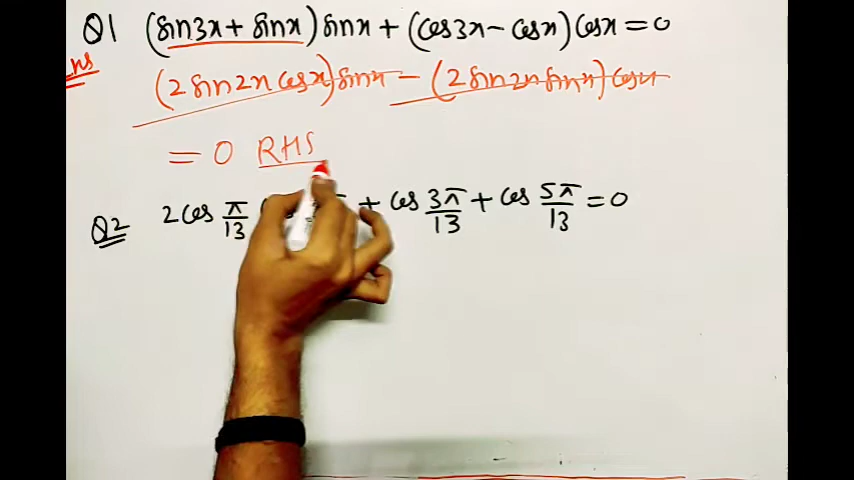 Q1 (sin3x + sinx) sinx + (cos3x − cosx) cosx = 0
Ans (2 sin2x cosx) sinx − (2 sin2x sinx) cosx
= 0 RHS
Q2 2cos π/13 + cos 3π/13 + cos 5π/13 = 0